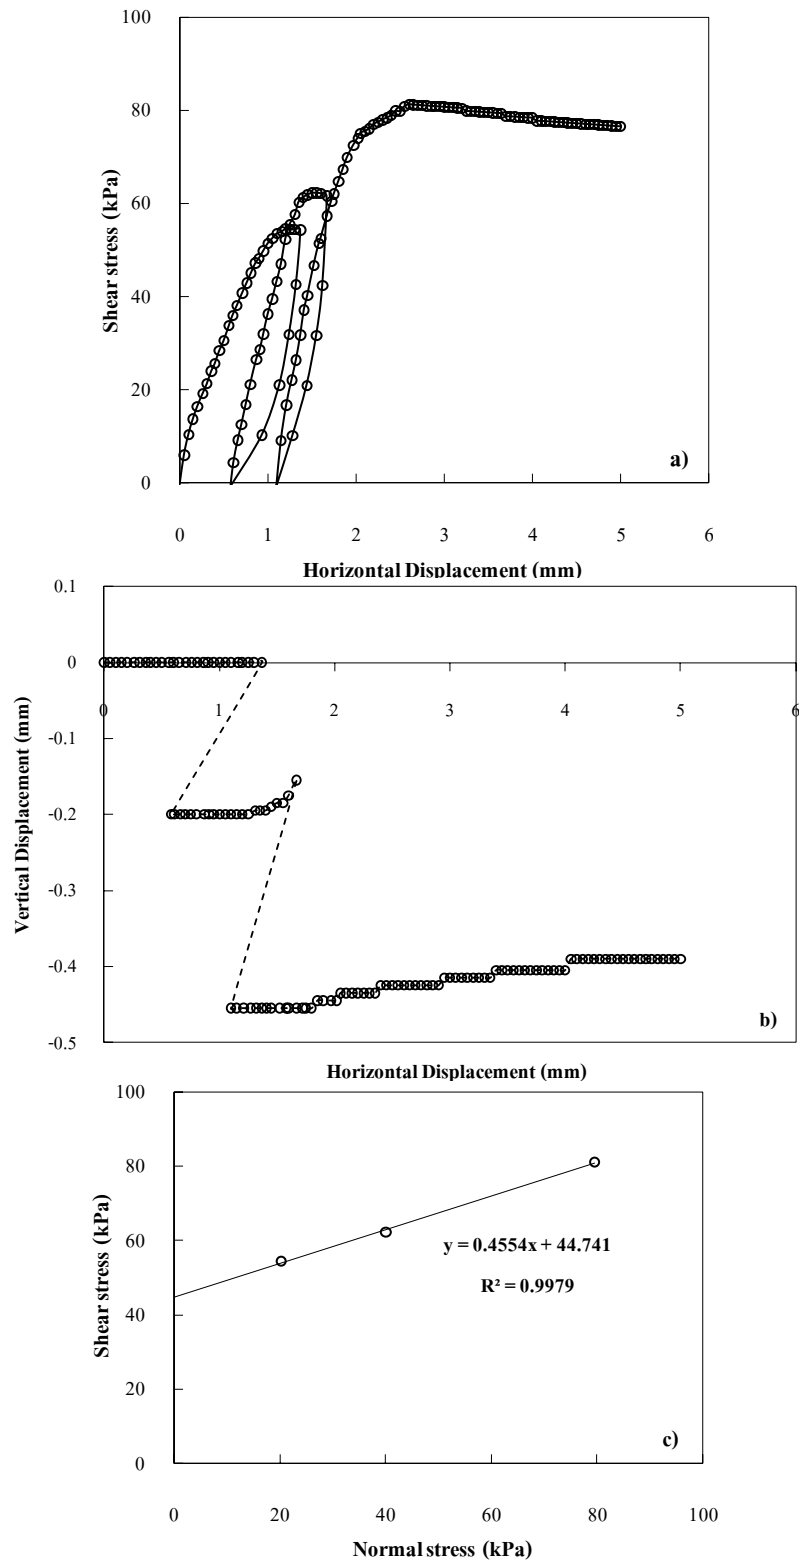 100
80
60
40
20
0
Shear stress (kPa)
a)
0 1 2 3 4 5 6
Horizontal Displacement (mm)
0.1
0
0 1 2 3 4 5 6
-0.1
-0.2
-0.3
-0.4
-0.5
Vertical Displacement (mm)
b)
Horizontal Displacement (mm)
100
80
60
40
20
0
Shear stress (kPa)
y = 0.4554x + 44.741
R² = 0.9979
c)
0 20 40 60 80 100
Normal stress (kPa)